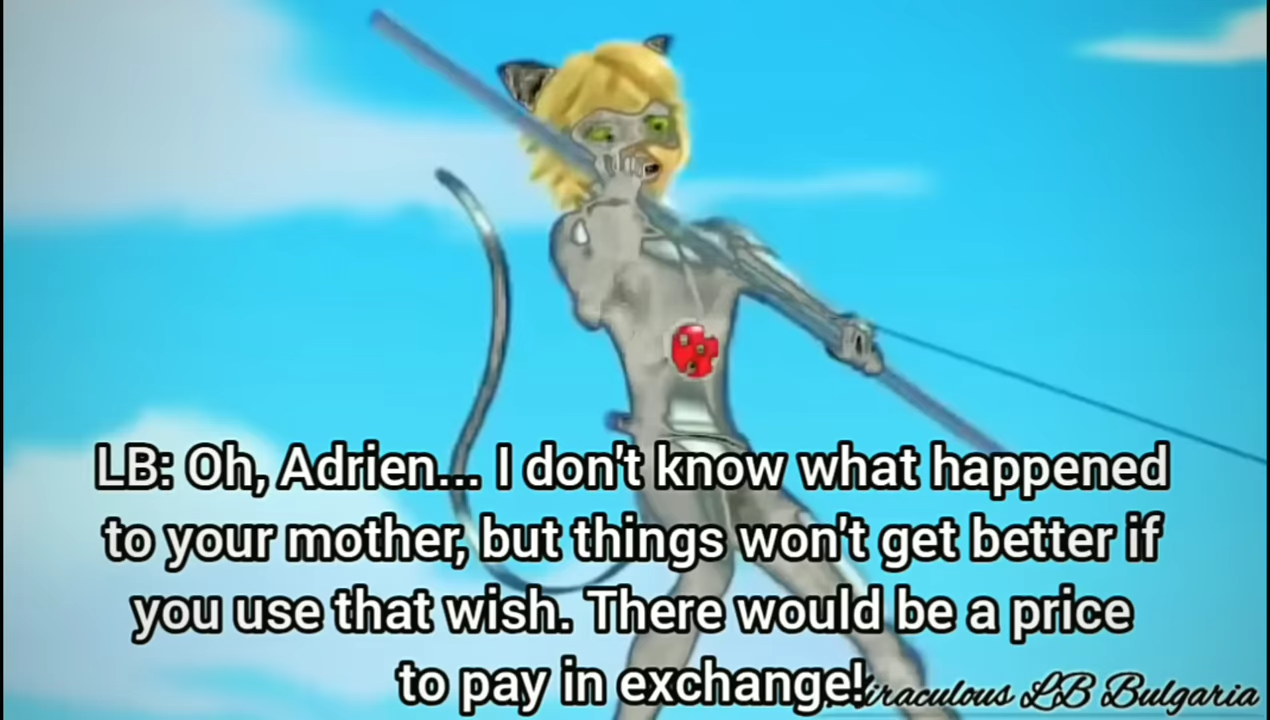 LB: Oh, Adrien... I don't know what happened
to your mother, but things won't get better if
you use that wish. There would be a price
to pay in exchange!
iraculous LB Bulgaria